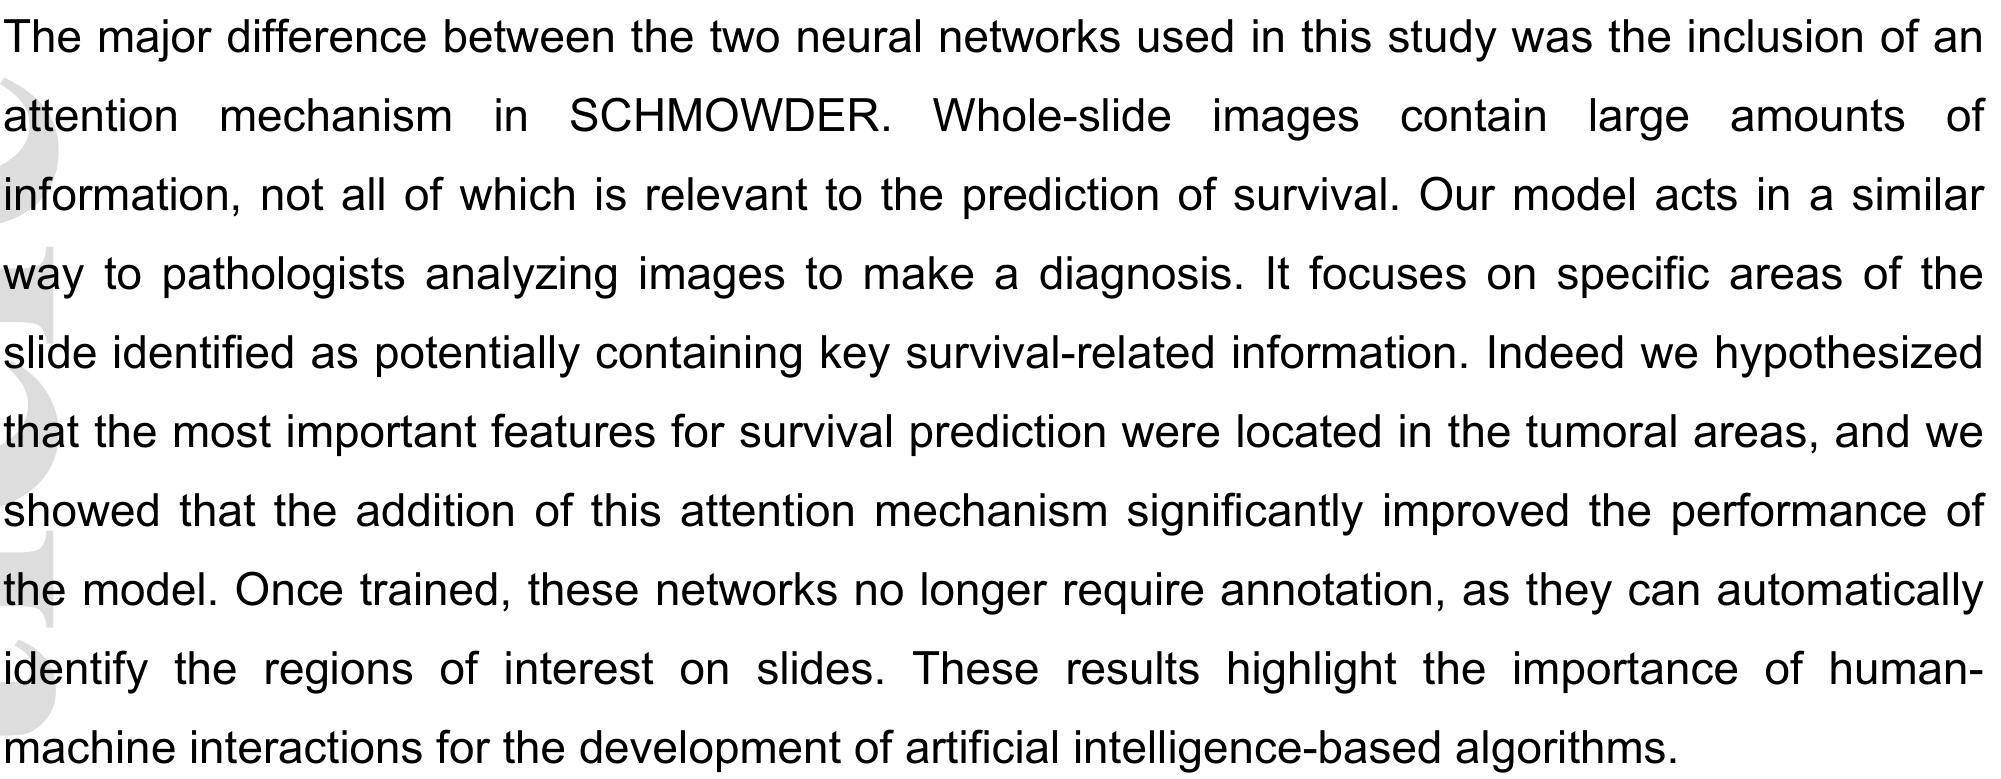 The major difference between the two neural networks used in this study was the inclusion of an
attention mechanism in SCHMOWDER. Whole-slide images contain large amounts of
information, not all of which is relevant to the prediction of survival. Our model acts in a similar
way to pathologists analyzing images to make a diagnosis. It focuses on specific areas of the
slide identified as potentially containing key survival-related information. Indeed we hypothesized
that the most important features for survival prediction were located in the tumoral areas, and we
showed that the addition of this attention mechanism significantly improved the performance of
the model. Once trained, these networks no longer require annotation, as they can automatically
identify the regions of interest on slides. These results highlight the importance of human-
machine interactions for the development of artificial intelligence-based algorithms.